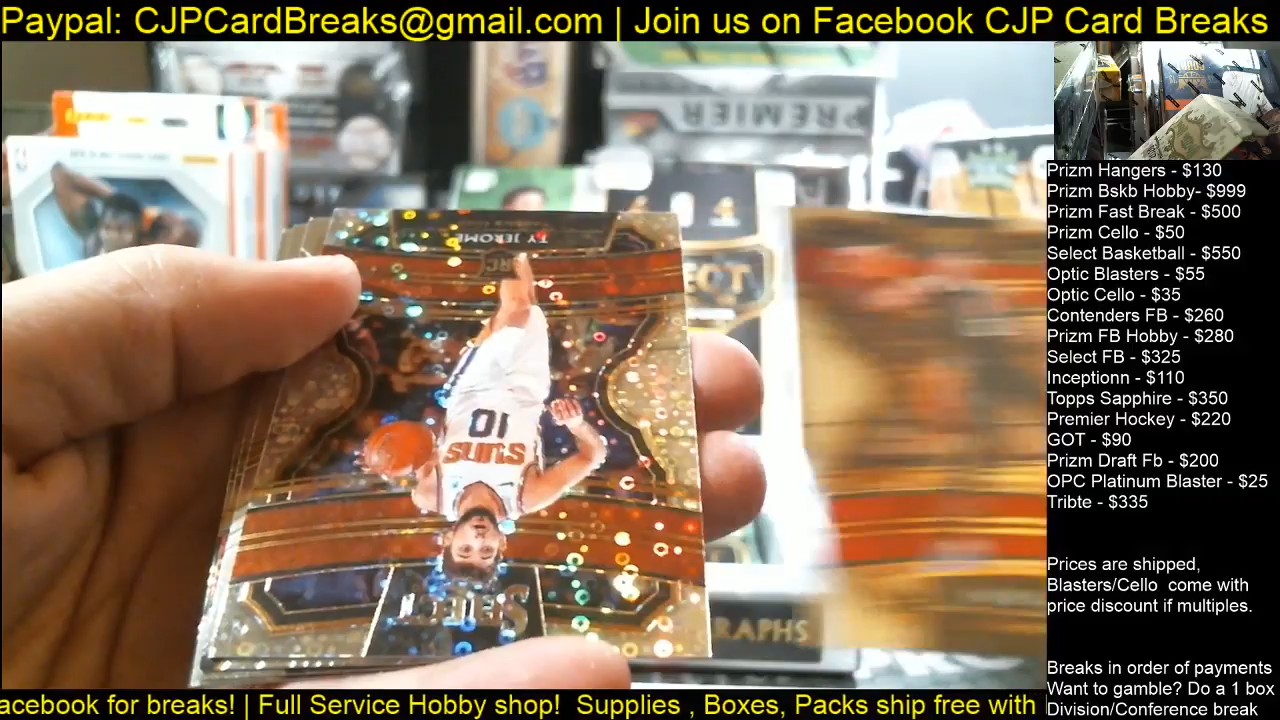 Paypal: CJPCardBreaks@gmail.com | Join us on Facebook CJP Card Breaks
PREMIER
TY JEROME
RC
10
SUNS
SELECT
RAPHS
Prizm Hangers - $130
Prizm Bskb Hobby- $999
Prizm Fast Break - $500
Prizm Cello - $50
Select Basketball - $550
Optic Blasters - $55
Optic Cello - $35
Contenders FB - $260
Prizm FB Hobby - $280
Select FB - $325
Inceptionn - $110
Topps Sapphire - $350
Premier Hockey - $220
GOT - $90
Prizm Draft Fb - $200
OPC Platinum Blaster - $25
Tribte - $335
Prices are shipped,
Blasters/Cello come with
price discount if multiples.
Breaks in order of payments
Want to gamble? Do a 1 box
Division/Conference break
acebook for breaks! | Full Service Hobby shop! Supplies , Boxes, Packs ship free with